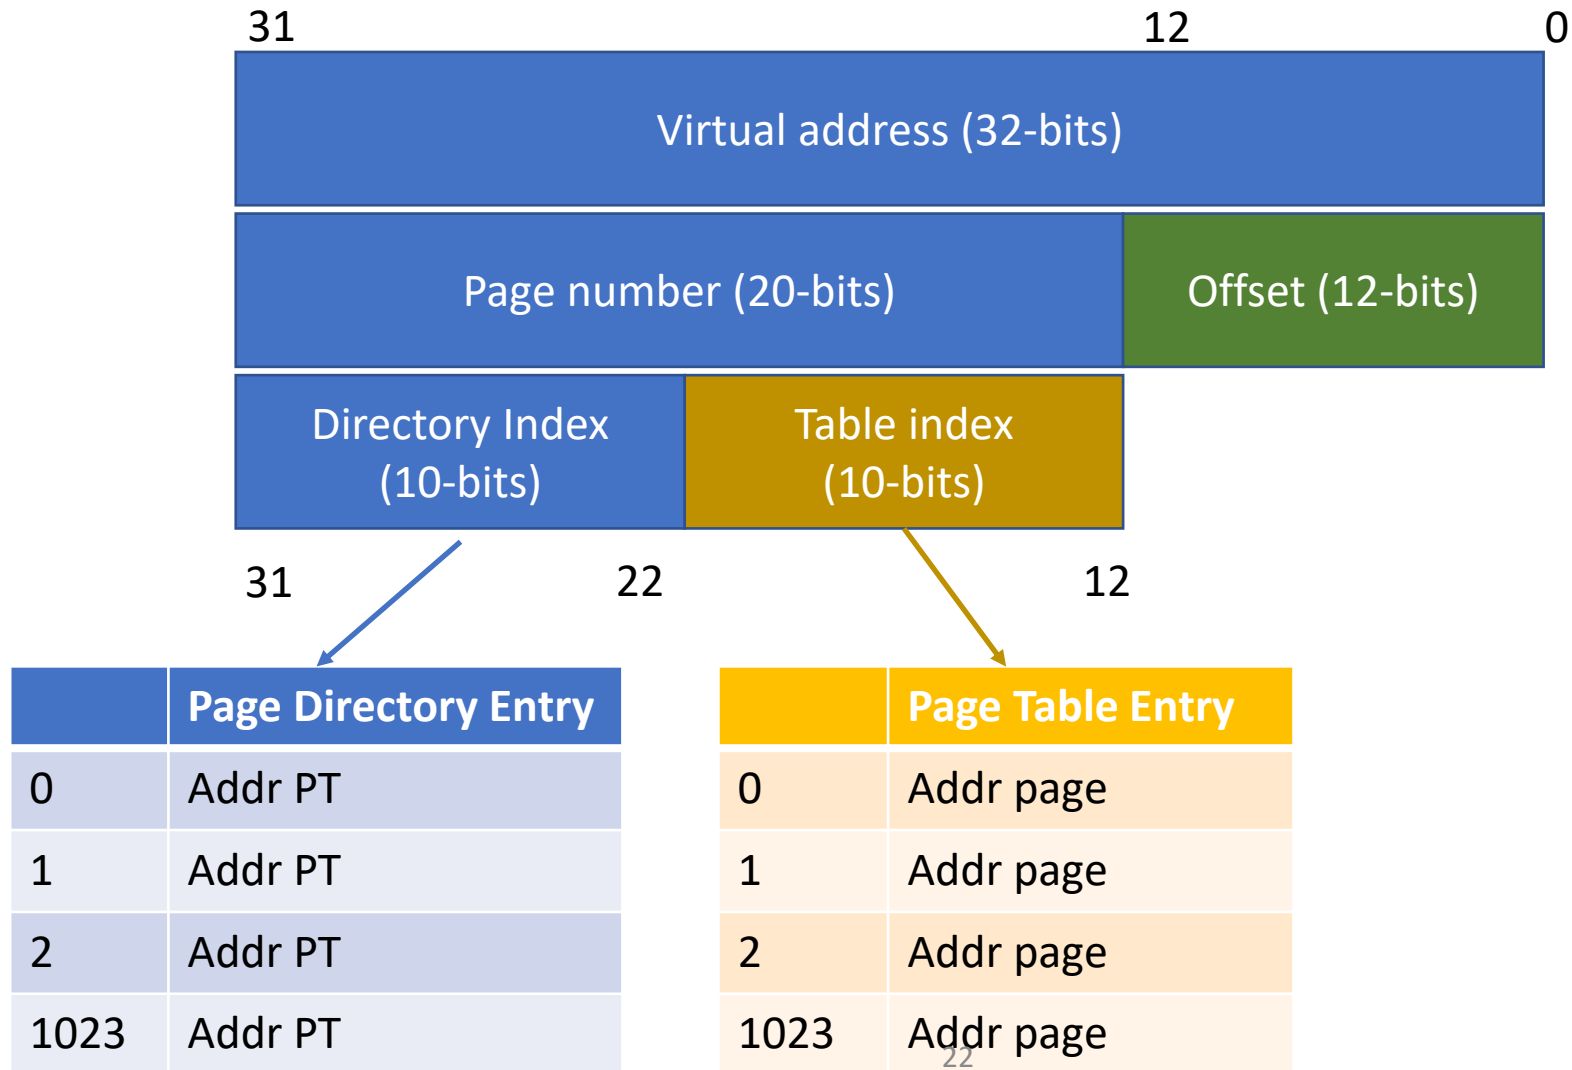 31 12 0
Virtual address (32-bits)
Page number (20-bits) Offset (12-bits)
Directory Index
(10-bits)
Table index
(10-bits)
31 22 12
Page Directory Entry
0 Addr PT
1 Addr PT
2 Addr PT
1023 Addr PT
Page Table Entry
0 Addr page
1 Addr page
2 Addr page
1023 Addr page
22